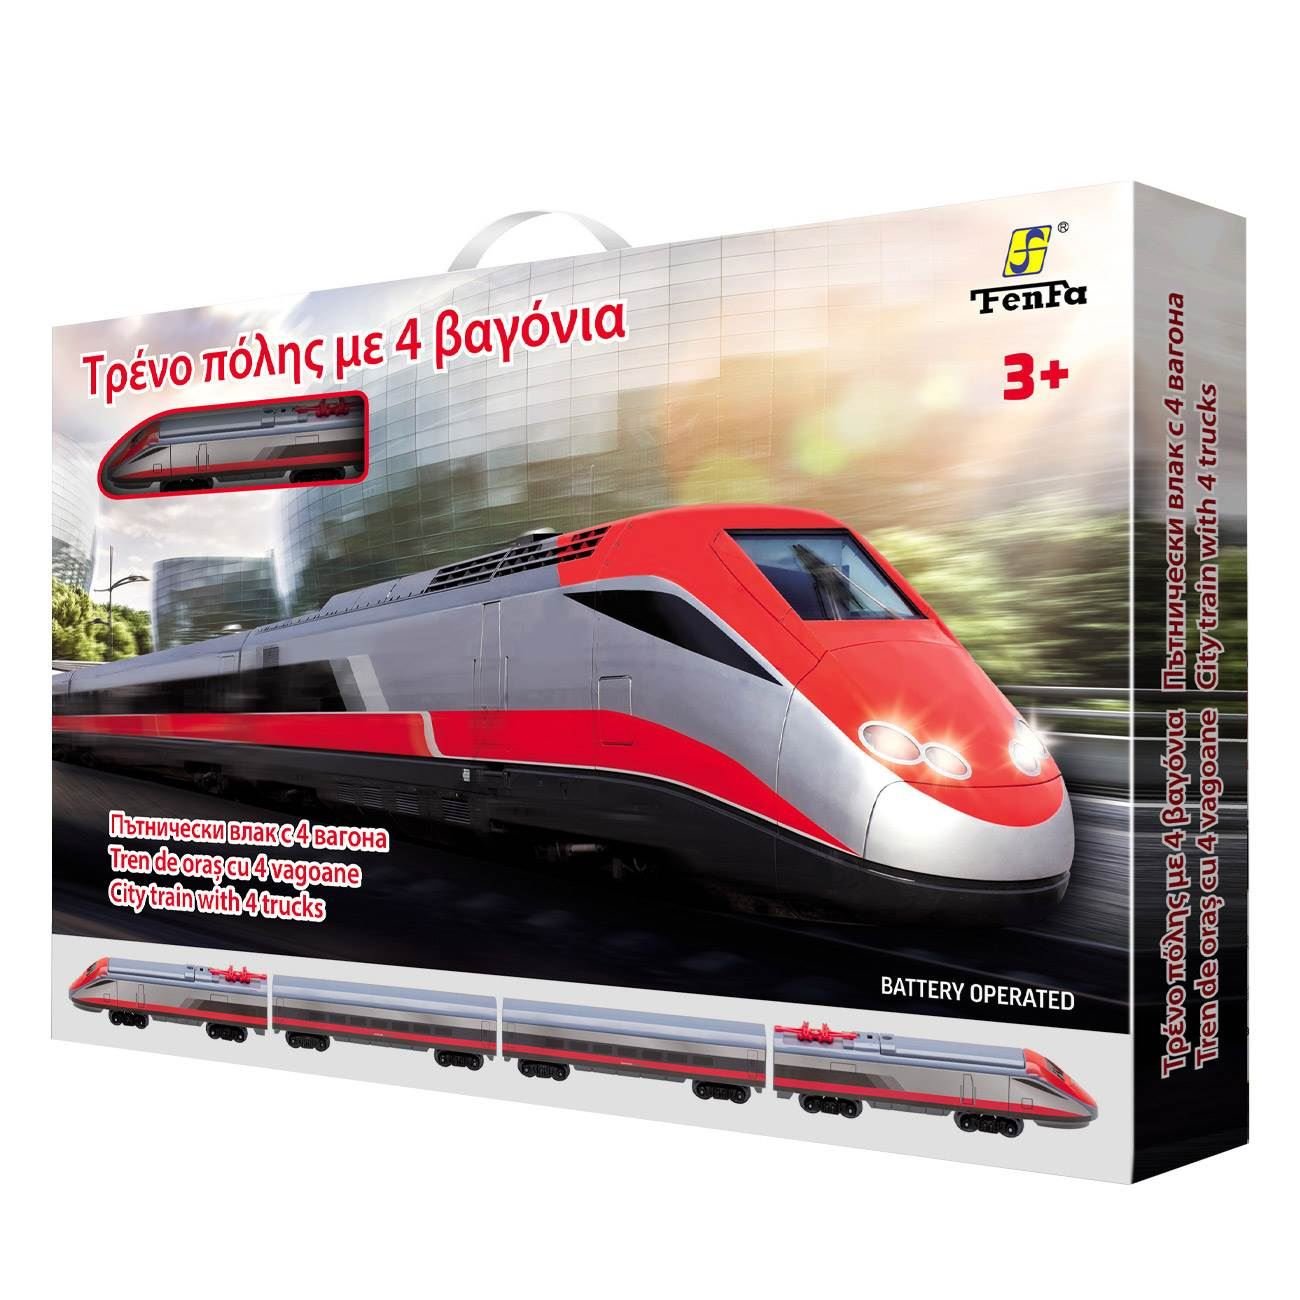 Τρένο πόλης με 4 βαγόνια
®
FenFa
3+
Пътнически влак с 4 вагона
Tren de oraș cu 4 vagoane
City train with 4 trucks
BATTERY OPERATED
Τρένο πόλης με 4 βαγόνια Пътнически влак с 4 вагона
Tren de oraș cu 4 vagoane City train with 4 trucks